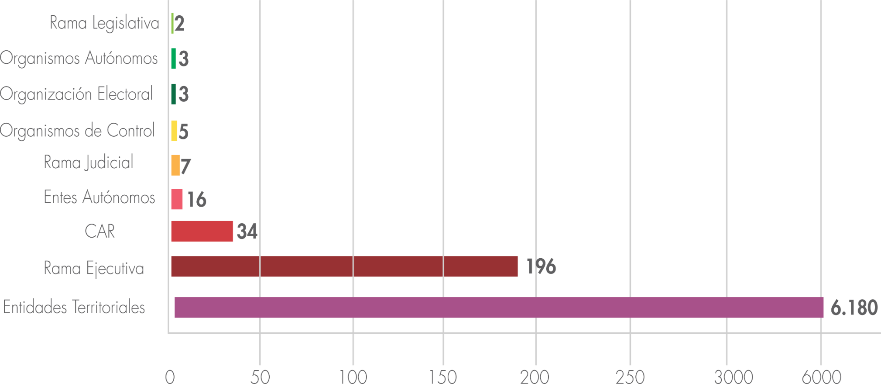 Rama Legislativa 2
Organismos Autónomos 3
Organización Electoral 3
Organismos de Control 5
Rama Judicial 7
Entes Autónomos 16
CAR 34
Rama Ejecutiva 196
Entidades Territoriales 6.180
0 50 100 150 200 250 3000 6000